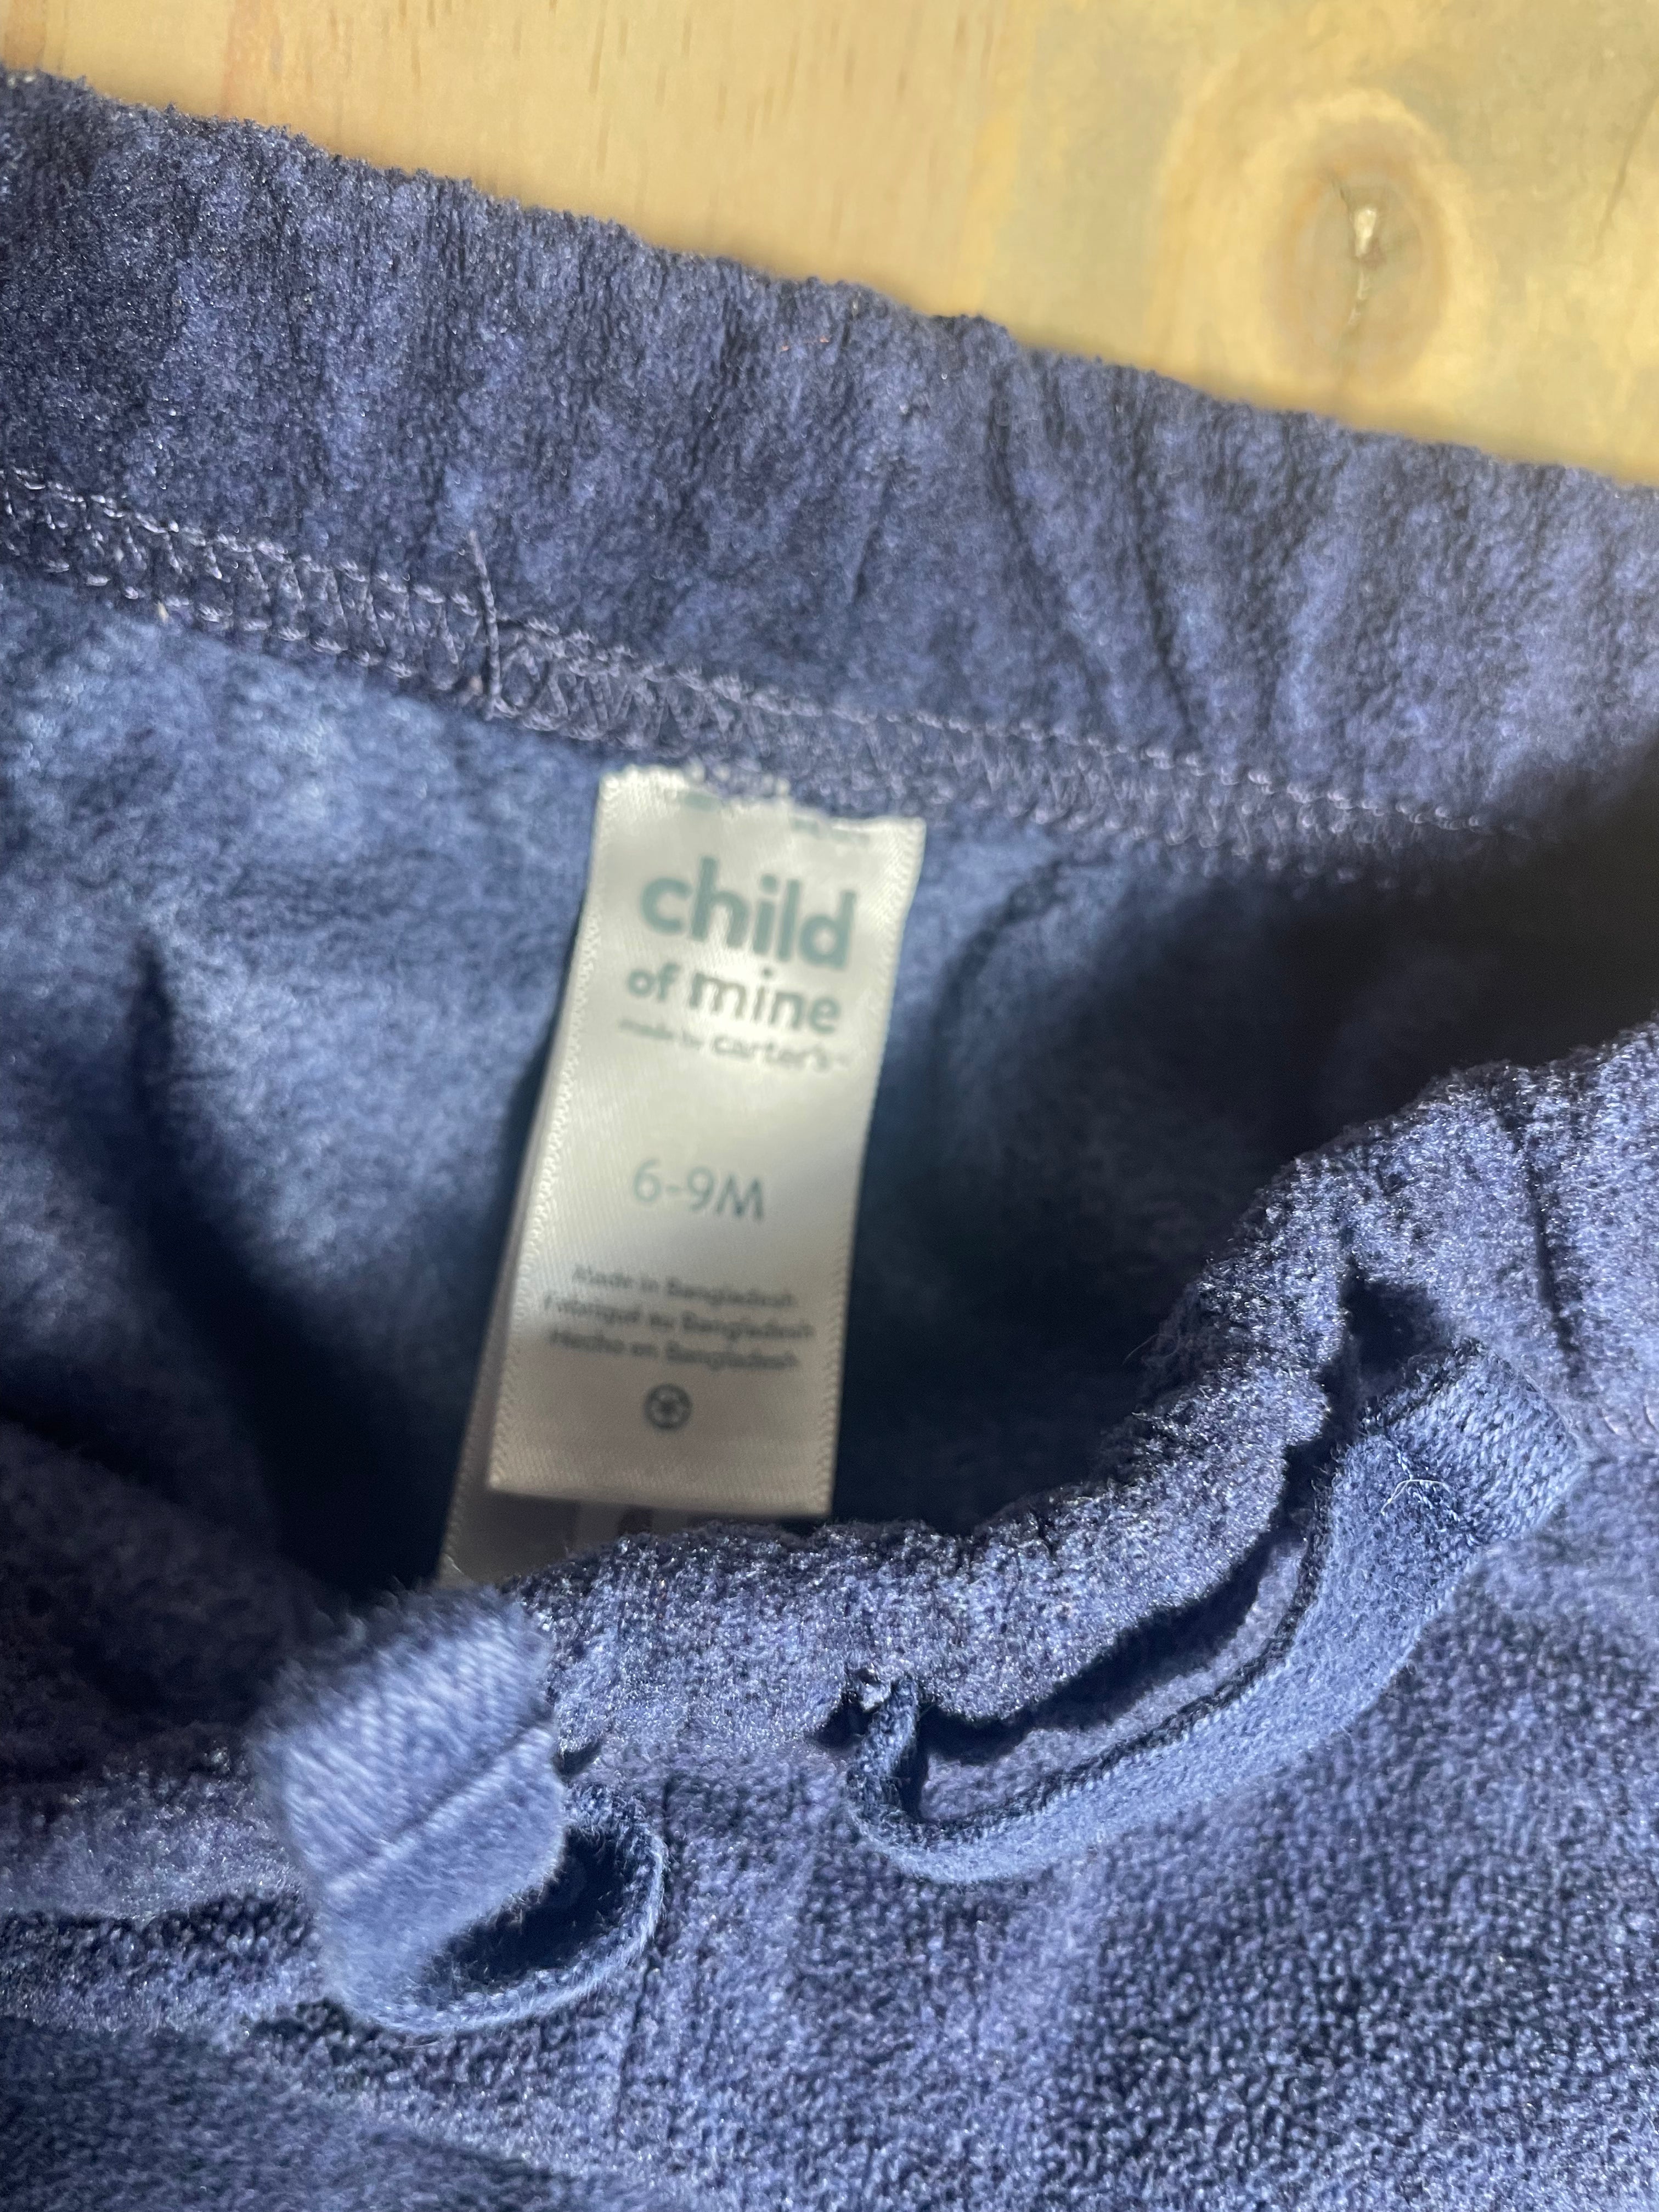 child
of mine
made by carter's
6-9M
Made in Bangladesh
Fabriqué au Bangladesh
Hecho en Bangladesh